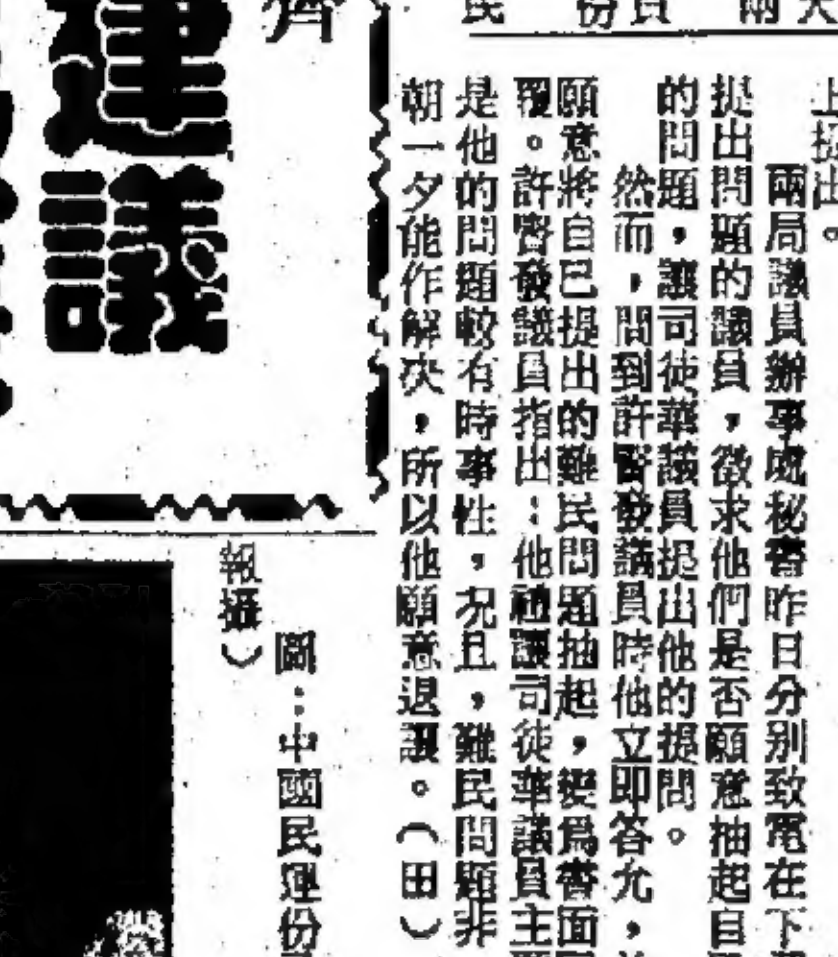 上提出。
兩局議員辦事處秘書昨日分別致電在下
提出問題的議員，徵求他們是否願意抽起自
的問題，讓司徒華議員提出他的提問。
然而，問到許賢發議員時他立即答允，
願意將自己提出的難民問題抽起，變為書面
覆。許賢發議員指出：他禮讓司徒華議員主
是他的問題較有時事性，況且，難民問題非
朝一夕能作解決，所以他願意退讓。（田）
建議
圖：中國民運份
報攝）